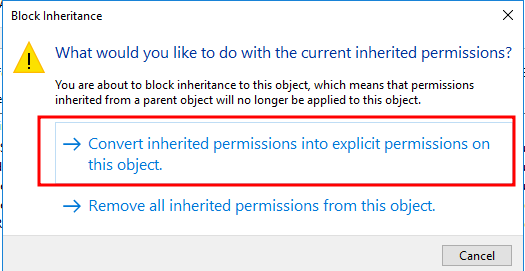 Block Inheritance
What would you like to do with the current inherited permissions?
You are about to block inheritance to this object, which means that permissions
inherited from a parent object will no longer be applied to this object.
Convert inherited permissions into explicit permissions on
this object.
Remove all inherited permissions from this object.
Cancel